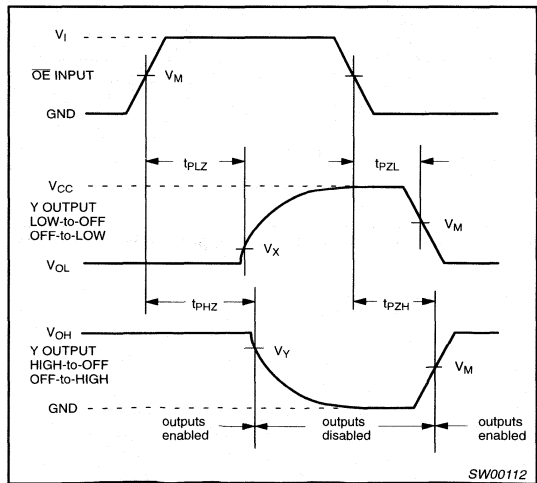 VI
OE INPUT
VM
GND
tPLZ
tPZL
VCC
Y OUTPUT
LOW-to-OFF
OFF-to-LOW
VM
VX
VOL
tPHZ
tPZH
VOH
Y OUTPUT
HIGH-to-OFF
OFF-to-HIGH
VY
VM
GND
outputs enabled
outputs disabled
outputs enabled
SW00112